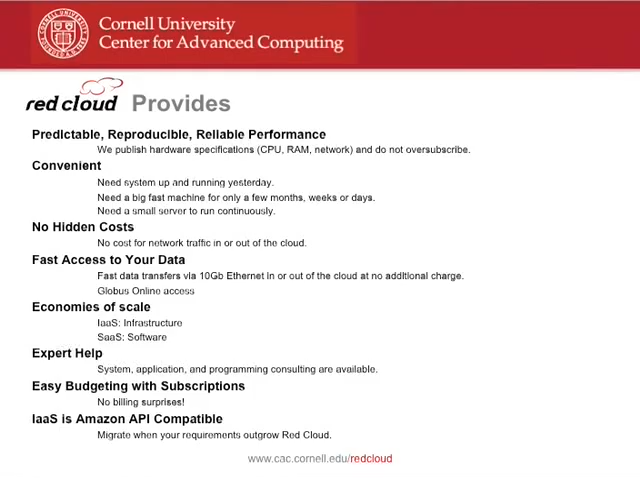 Cornell University
Center for Advanced Computing
red cloud Provides
Predictable, Reproducible, Reliable Performance
We publish hardware specifications (CPU, RAM, network) and do not oversubscribe.
Convenient
Need system up and running yesterday.
Need a big fast machine for only a few months, weeks or days.
Need a small server to run continuously.
No Hidden Costs
No cost for network traffic in or out of the cloud.
Fast Access to Your Data
Fast data transfers via 10Gb Ethernet in or out of the cloud at no additional charge.
Globus Online access
Economies of scale
IaaS: Infrastructure
SaaS: Software
Expert Help
System, application, and programming consulting are available.
Easy Budgeting with Subscriptions
No billing surprises!
IaaS is Amazon API Compatible
Migrate when your requirements outgrow Red Cloud.
www.cac.cornell.edu/redcloud